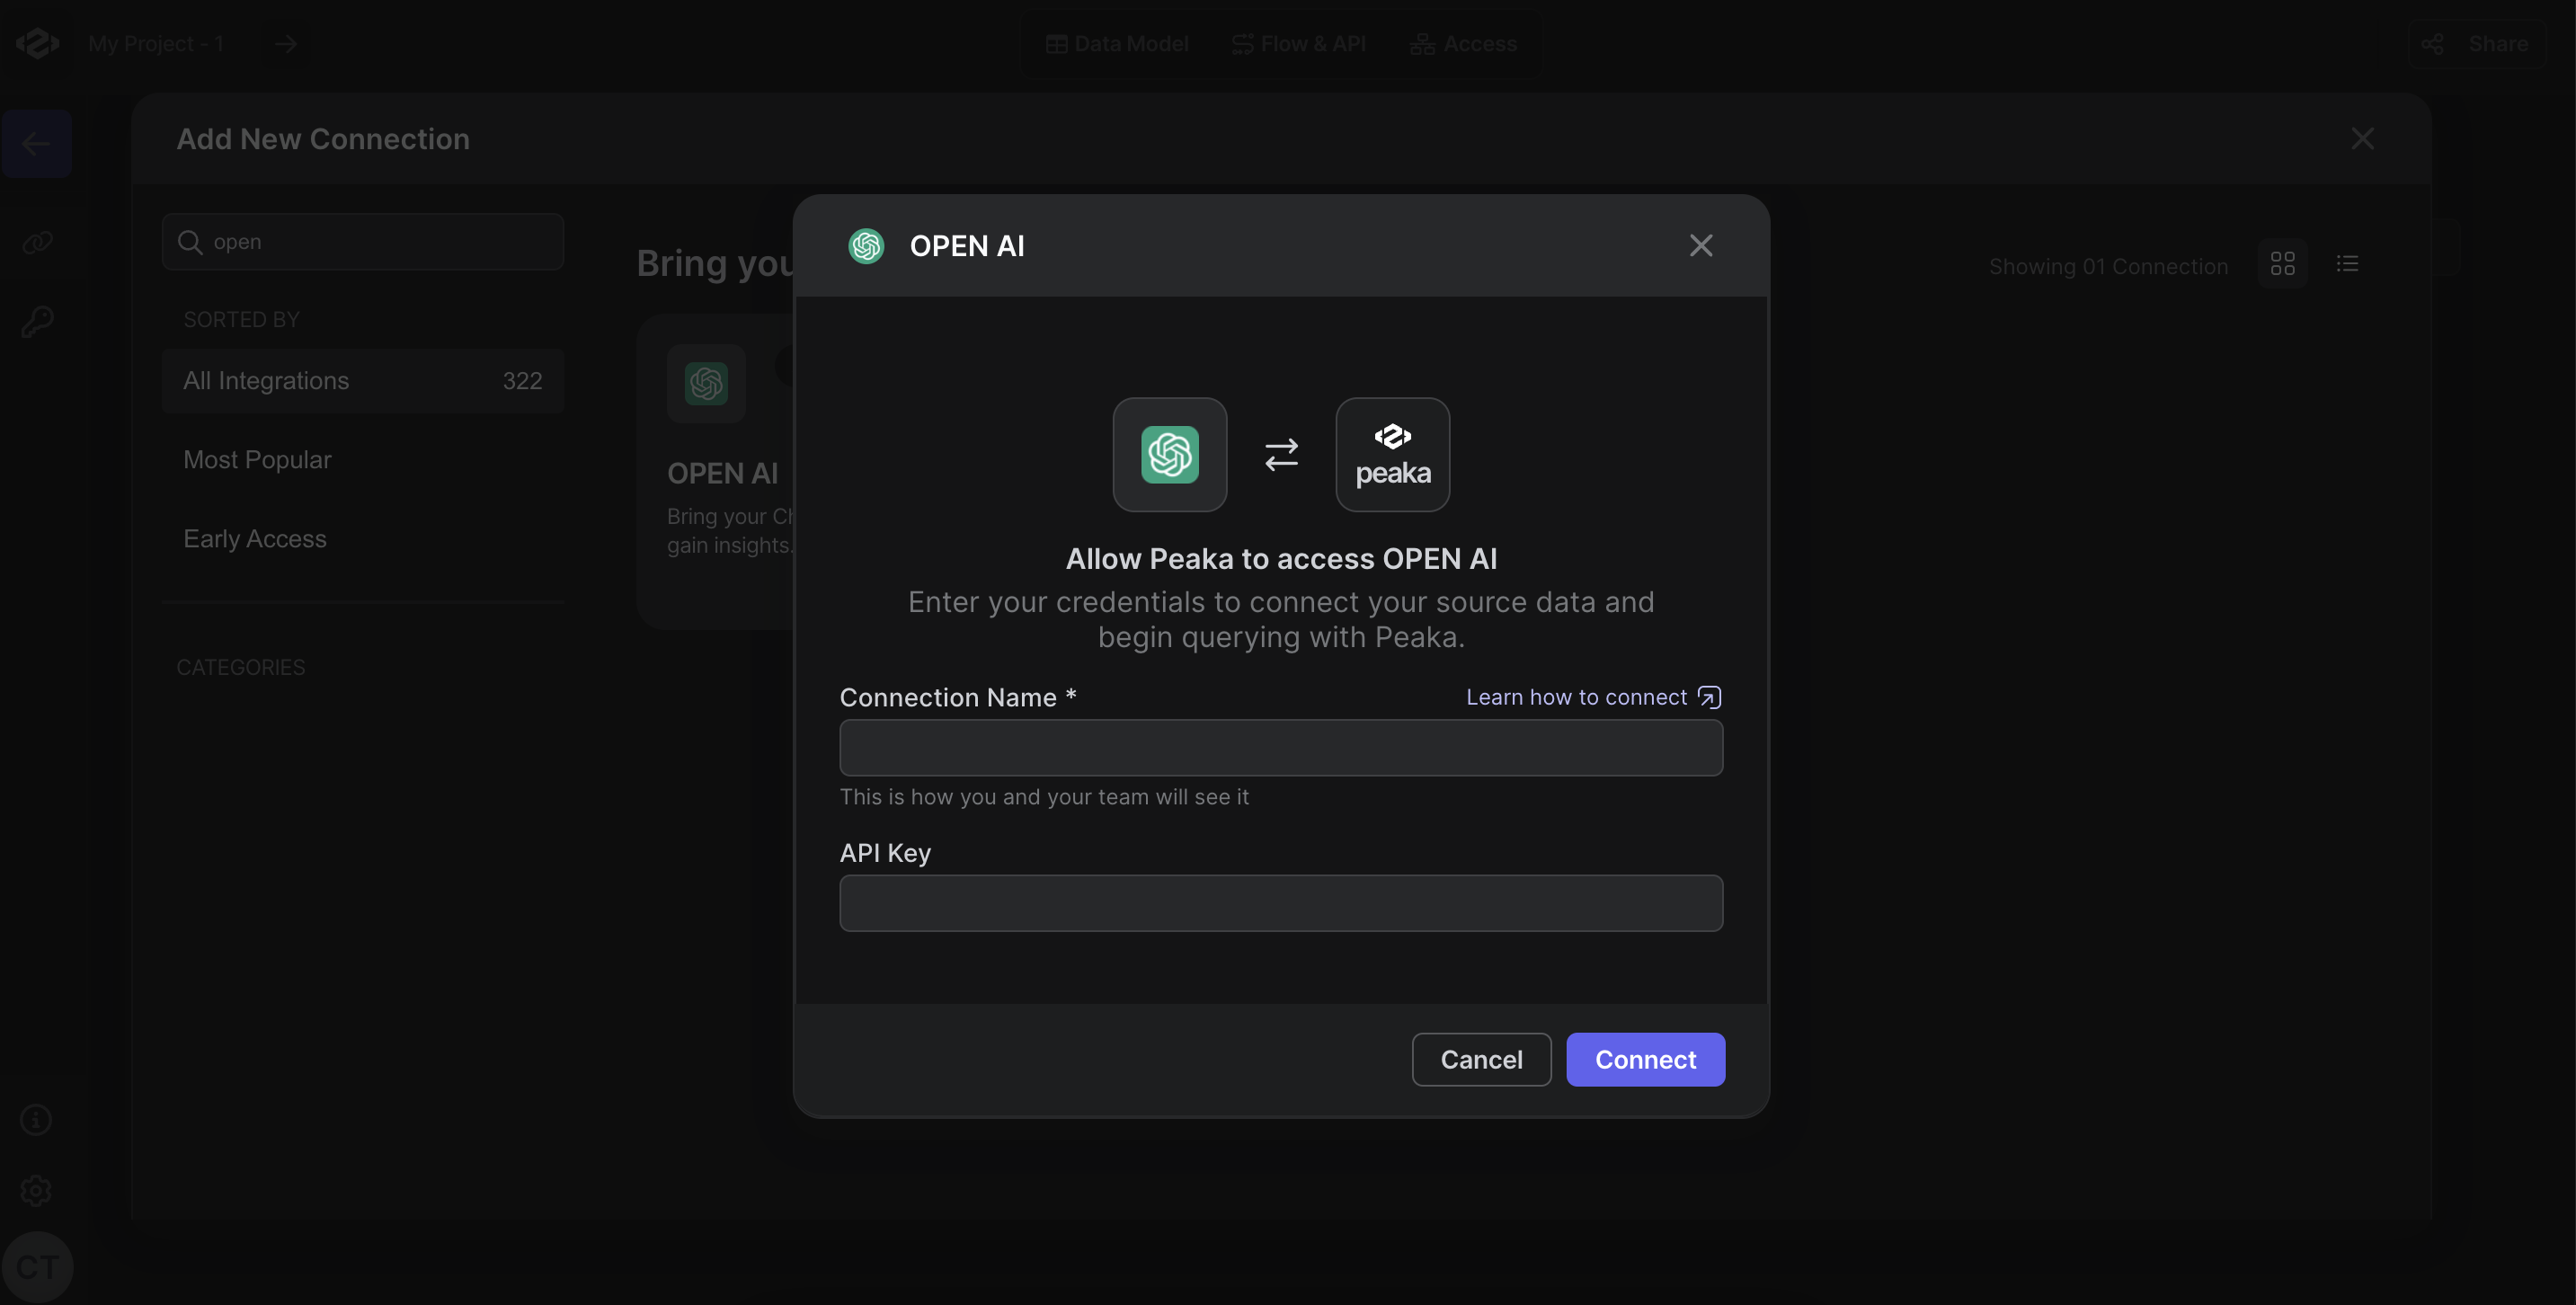 My Project - 1
Data Model
Flow & API
Access
Share
Add New Connection
open
SORTED BY
All Integrations 322
Most Popular
Early Access
CATEGORIES
Bring you
Showing 01 Connection
OPEN AI
Bring your Ch
gain insights.
OPEN AI
peaka
Allow Peaka to access OPEN AI
Enter your credentials to connect your source data and
begin querying with Peaka.
Connection Name *
Learn how to connect
This is how you and your team will see it
API Key
Cancel
Connect
CT